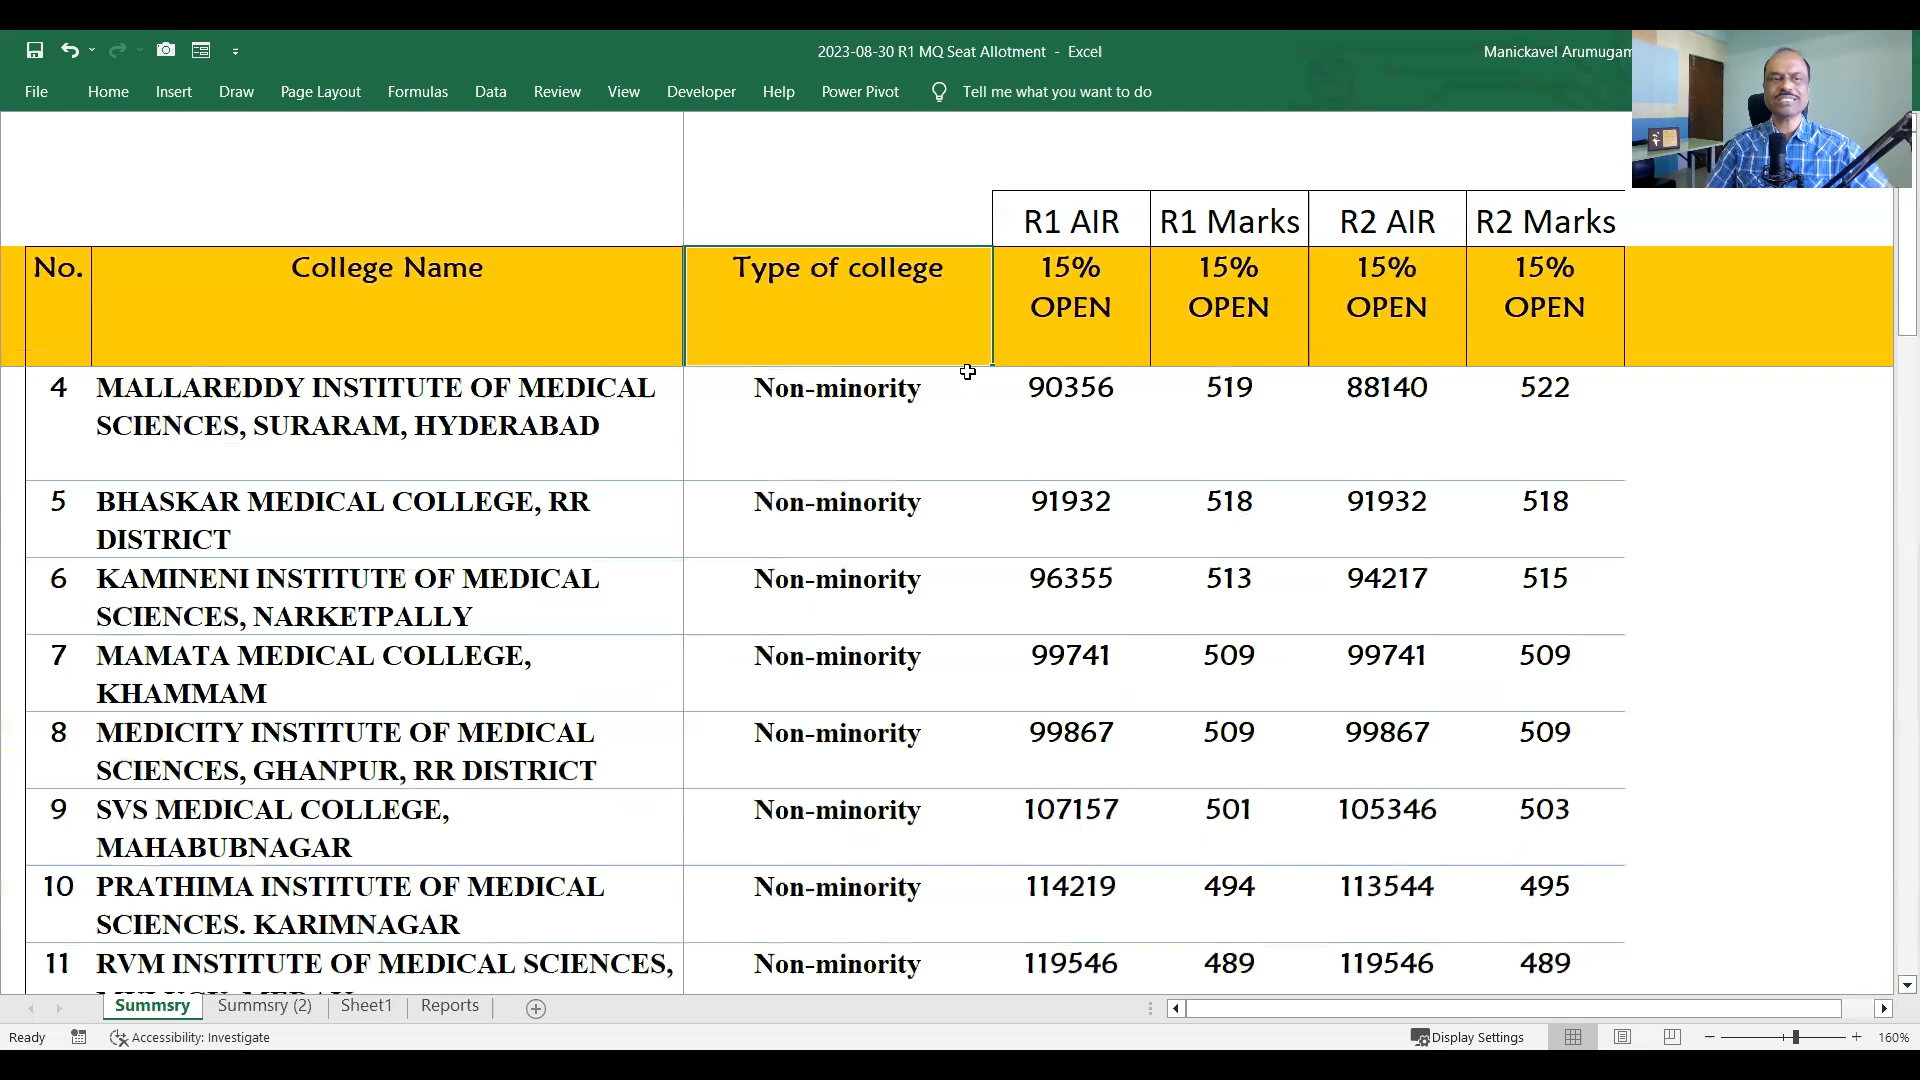 2023-08-30 R1 MQ Seat Allotment - Excel
Manickavel Arumugam
File Home Insert Draw Page Layout Formulas Data Review View Developer Help Power Pivot Tell me what you want to do
R1 AIR R1 Marks R2 AIR R2 Marks
No. College Name Type of college 15% OPEN 15% OPEN 15% OPEN 15% OPEN
4 MALLAREDDY INSTITUTE OF MEDICAL Non-minority 90356 519 88140 522
SCIENCES, SURARAM, HYDERABAD
5 BHASKAR MEDICAL COLLEGE, RR Non-minority 91932 518 91932 518
DISTRICT
6 KAMINENI INSTITUTE OF MEDICAL Non-minority 96355 513 94217 515
SCIENCES, NARKETPALLY
7 MAMATA MEDICAL COLLEGE, Non-minority 99741 509 99741 509
KHAMMAM
8 MEDICITY INSTITUTE OF MEDICAL Non-minority 99867 509 99867 509
SCIENCES, GHANPUR, RR DISTRICT
9 SVS MEDICAL COLLEGE, Non-minority 107157 501 105346 503
MAHABUBNAGAR
10 PRATHIMA INSTITUTE OF MEDICAL Non-minority 114219 494 113544 495
SCIENCES. KARIMNAGAR
11 RVM INSTITUTE OF MEDICAL SCIENCES, Non-minority 119546 489 119546 489
Summsry Summsry (2) Sheet1 Reports
Ready Accessibility: Investigate Display Settings 160%